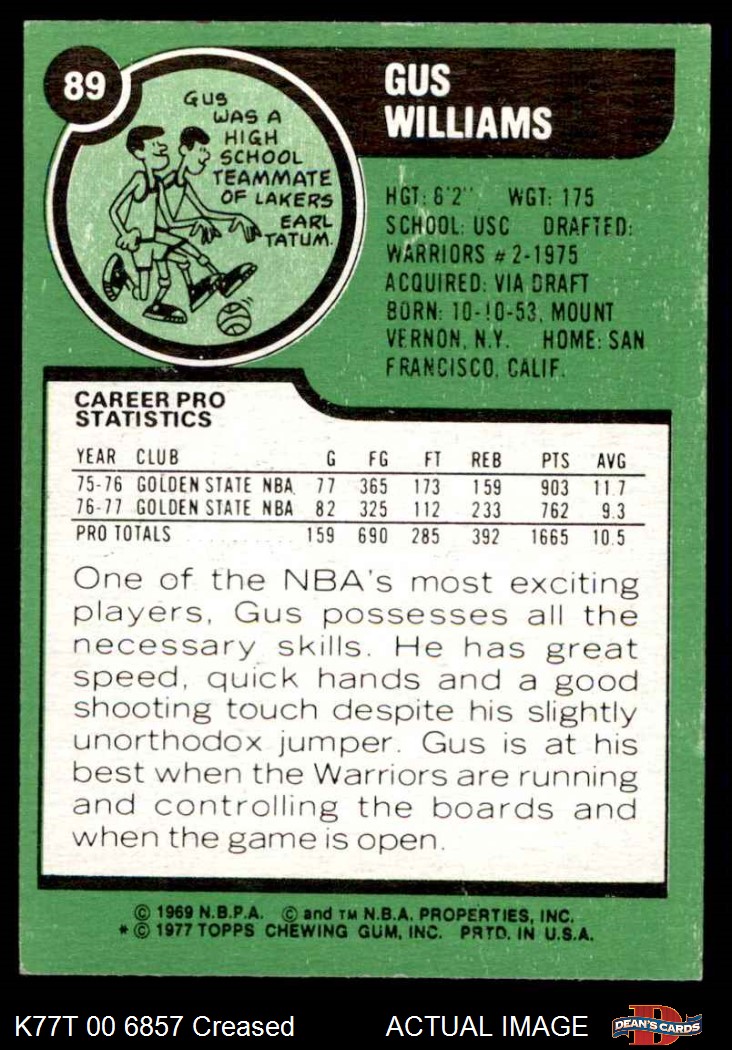 89
GUS
WAS A
HIGH
SCHOOL
TEAMMATE
OF LAKERS
EARL
TATUM.
GUS
WILLIAMS
HGT: 6'2" WGT: 175
SCHOOL: USC DRAFTED:
WARRIORS #2-1975
ACQUIRED: VIA DRAFT
BORN: 10-10-53, MOUNT
VERNON, N.Y. HOME: SAN
FRANCISCO, CALIF.
CAREER PRO
STATISTICS
YEAR CLUB G FG FT REB PTS AVG
75-76 GOLDEN STATE NBA 77 365 173 159 903 11.7
76-77 GOLDEN STATE NBA 82 325 112 233 762 9.3
PRO TOTALS 159 690 285 392 1665 10.5
One of the NBA's most exciting
players, Gus possesses all the
necessary skills. He has great
speed, quick hands and a good
shooting touch despite his slightly
unorthodox jumper. Gus is at his
best when the Warriors are running
and controlling the boards and
when the game is open.
© 1969 N.B.P.A. © and TM N.B.A. PROPERTIES, INC.
* © 1977 TOPPS CHEWING GUM, INC. PRTD. IN U.S.A.
K77T 00 6857 Creased ACTUAL IMAGE
DEAN'S CARDS